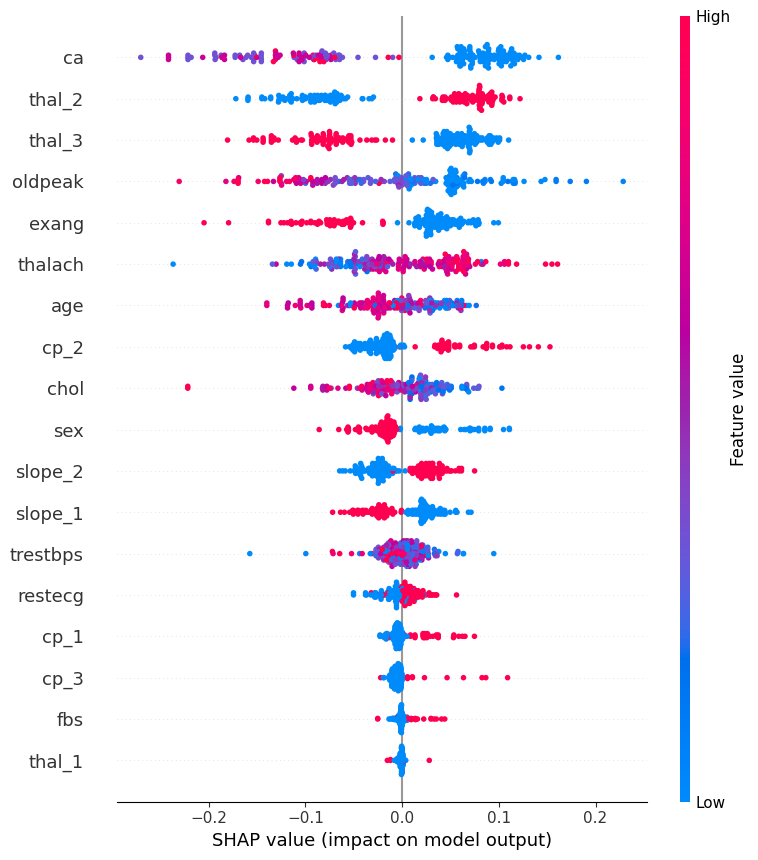 High
ca
thal_2
thal_3
oldpeak
exang
thalach
age
cp_2
chol
sex
slope_2
slope_1
trestbps
restecg
cp_1
cp_3
fbs
thal_1
Feature value
Low
−0.2 −0.1 0.0 0.1 0.2
SHAP value (impact on model output)